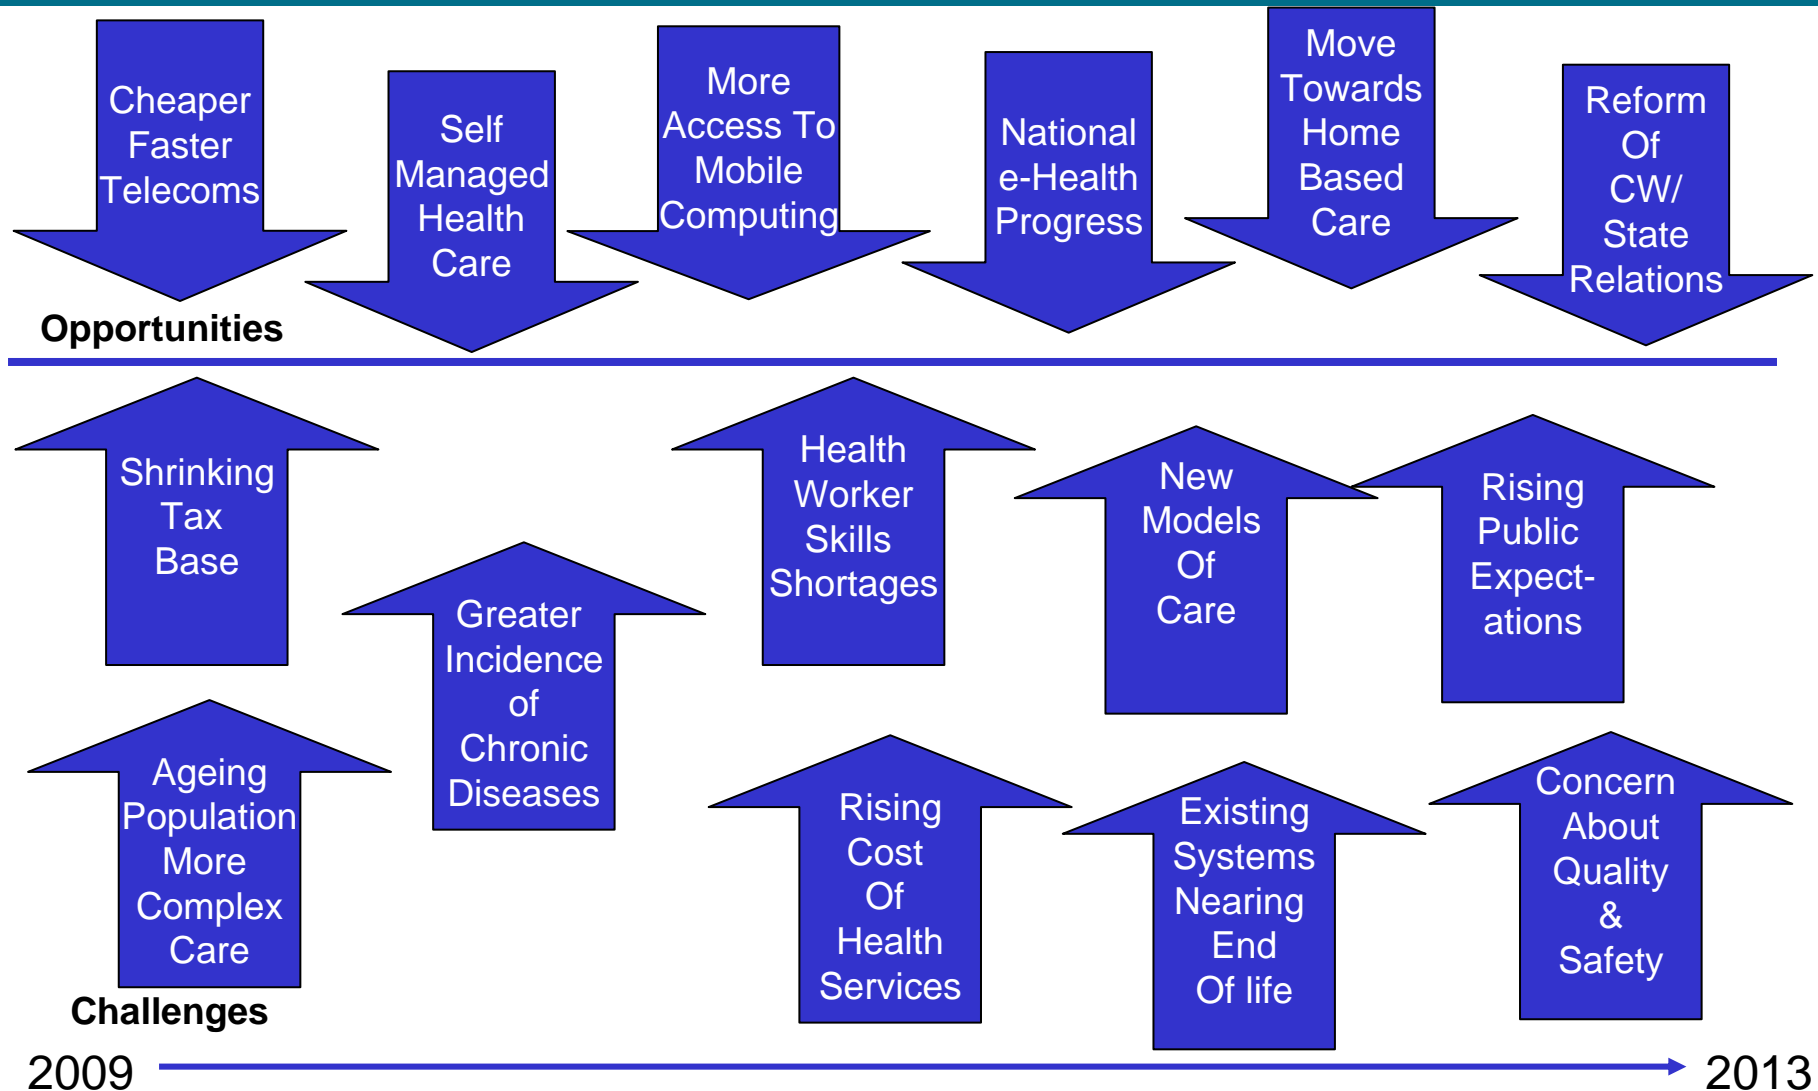 Cheaper
Faster
Telecoms
Self
Managed
Health
Care
More
Access To
Mobile
Computing
National
e-Health
Progress
Move
Towards
Home
Based
Care
Reform
Of
CW/
State
Relations
Opportunities
Shrinking
Tax
Base
Greater
Incidence
of
Chronic
Diseases
Health
Worker
Skills
Shortages
New
Models
Of
Care
Rising
Public
Expect-
ations
Ageing
Population
More
Complex
Care
Rising
Cost
Of
Health
Services
Existing
Systems
Nearing
End
Of life
Concern
About
Quality
&
Safety
Challenges
2009
2013